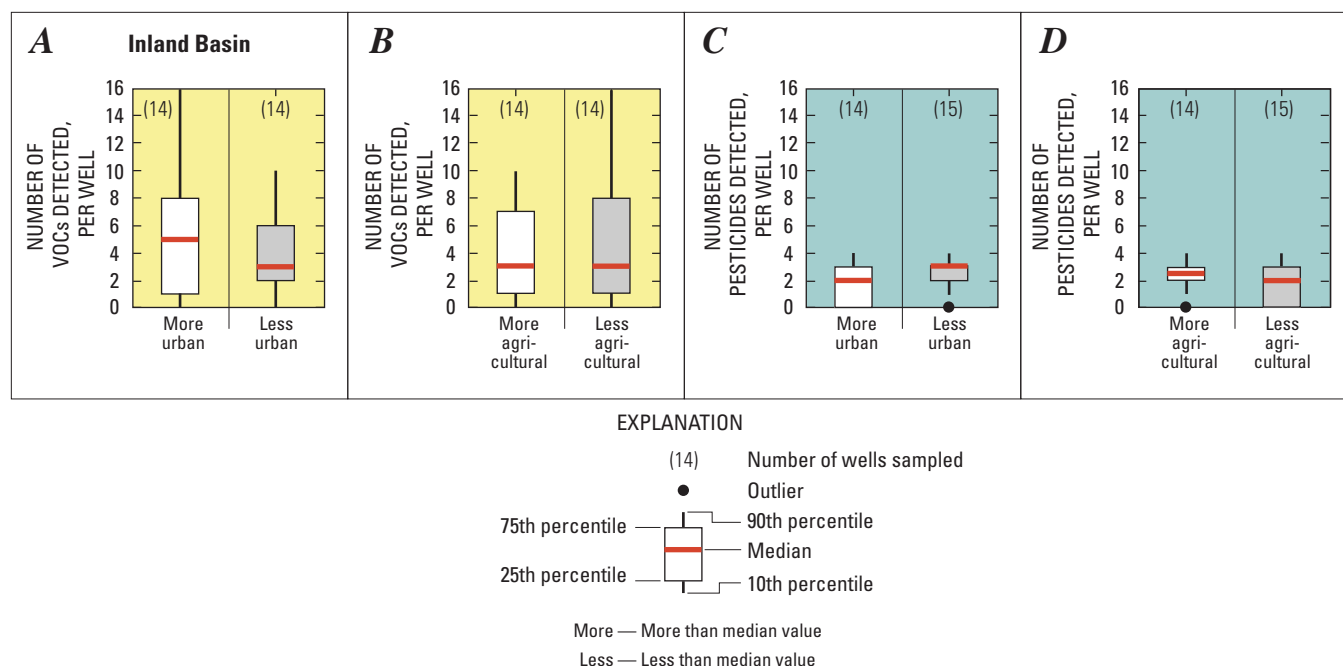 A
Inland Basin
NUMBER OF
VOCs DETECTED,
PER WELL
16
14
12
10
8
6
4
2
0
(14)
(14)
More
urban
Less
urban
B
NUMBER OF
VOCs DETECTED,
PER WELL
16
14
12
10
8
6
4
2
0
(14)
(14)
More
agri-
cultural
Less
agri-
cultural
C
NUMBER OF
PESTICIDES DETECTED,
PER WELL
16
14
12
10
8
6
4
2
0
(14)
(15)
More
urban
Less
urban
D
NUMBER OF
PESTICIDES DETECTED,
PER WELL
16
14
12
10
8
6
4
2
0
(14)
(15)
More
agri-
cultural
Less
agri-
cultural
EXPLANATION
(14) Number of wells sampled
Outlier
75th percentile
90th percentile
Median
25th percentile
10th percentile
More — More than median value
Less — Less than median value